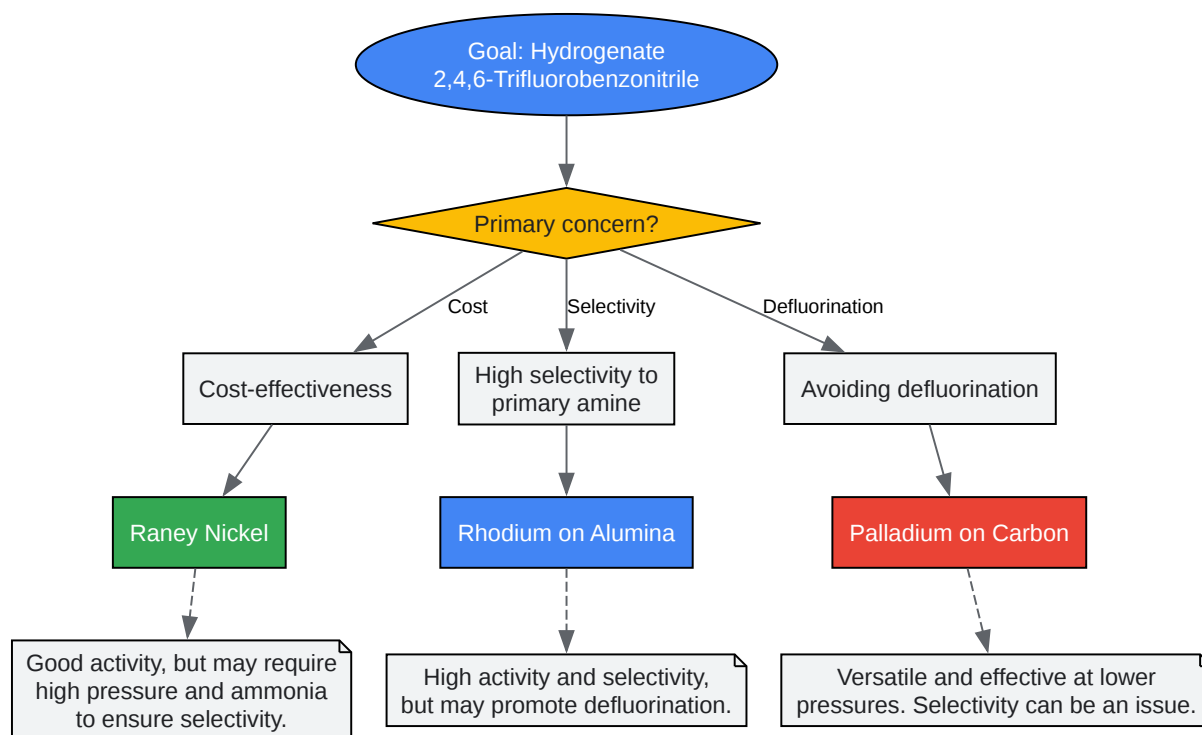 Goal: Hydrogenate
2,4,6-Trifluorobenzonitrile
Primary concern?
Cost
Selectivity
Defluorination
Cost-effectiveness
High selectivity to
primary amine
Avoiding defluorination
Raney Nickel
Rhodium on Alumina
Palladium on Carbon
Good activity, but may require
high pressure and ammonia
to ensure selectivity.
High activity and selectivity,
but may promote defluorination.
Versatile and effective at lower
pressures. Selectivity can be an issue.